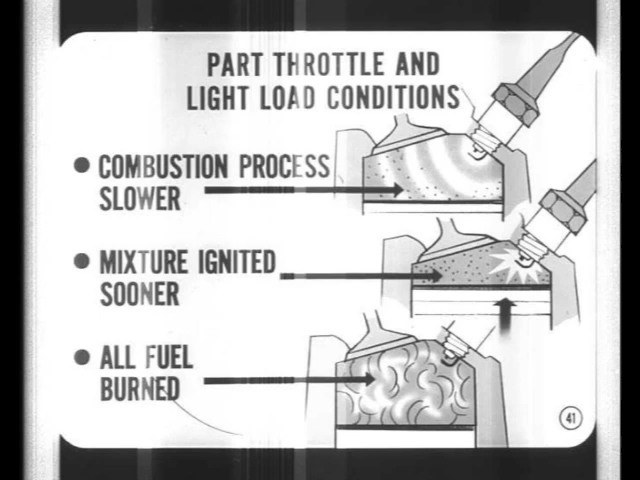 PART THROTTLE AND
LIGHT LOAD CONDITIONS
● COMBUSTION PROCESS
SLOWER
● MIXTURE IGNITED
SOONER
● ALL FUEL
BURNED
41